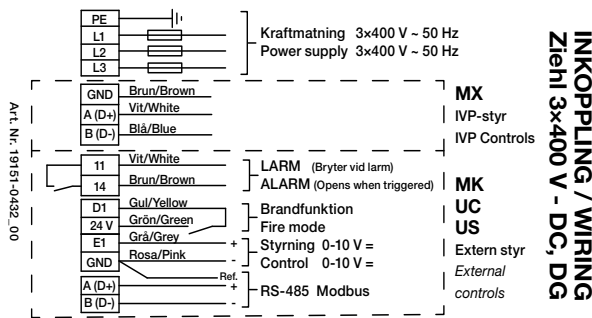 INKOPPLING / WIRING
Ziehl 3×400 V - DC, DG
PE
L1
L2
L3
Kraftmatning 3×400 V ~ 50 Hz
Power supply 3×400 V ~ 50 Hz
GND Brun/Brown
A (D+) Vit/White
B (D-) Blå/Blue
MX
IVP-styr
IVP Controls
11 Vit/White
14 Brun/Brown
LARM (Bryter vid larm)
ALARM (Opens when triggered)
D1 Gul/Yellow
24 V Grön/Green
Brandfunktion
Fire mode
E1 Grå/Grey +
GND Rosa/Pink -
Styrning 0-10 V =
Control 0-10 V =
Ref.
A (D+) +
B (D-) -
RS-485 Modbus
MK
UC
US
Extern styr
External
controls
Art. Nr. 19151-0432_00